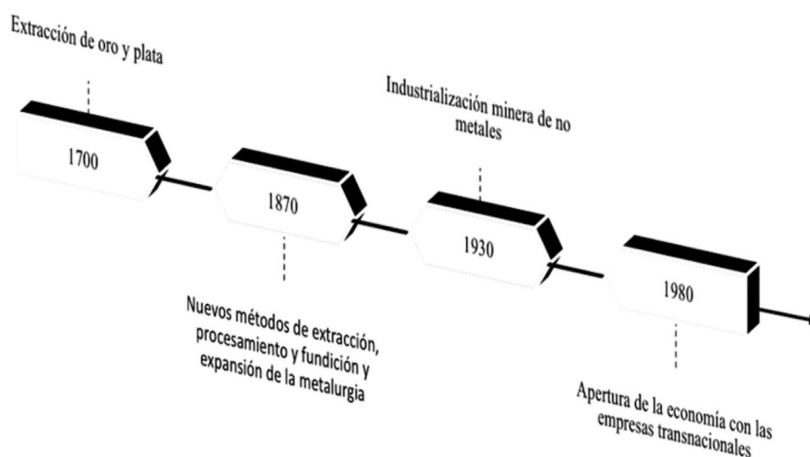 Extracción de oro y plata
1700
1870
Nuevos métodos de extracción,
procesamiento y fundición y
expansión de la metalurgia
Industrialización minera de no
metales
1930
1980
Apertura de la economía con las
empresas transnacionales